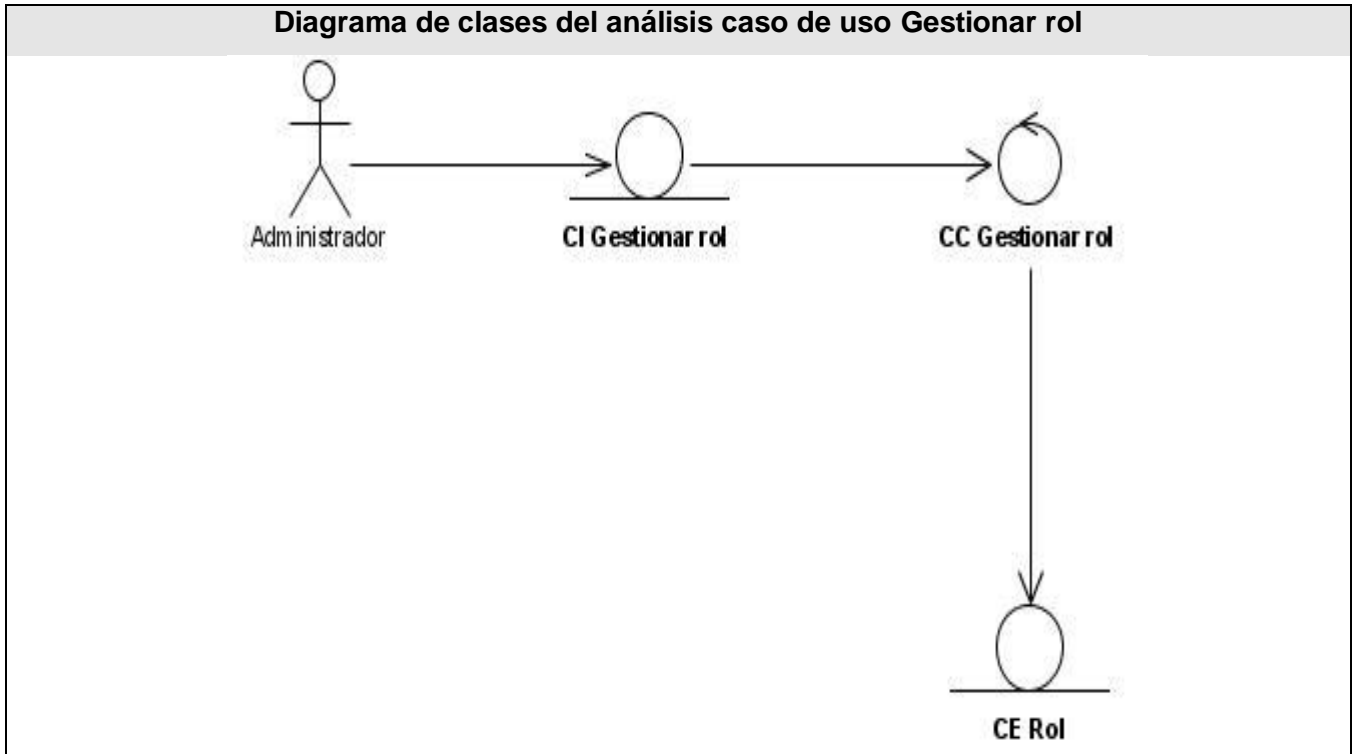 Diagrama de clases del análisis caso de uso Gestionar rol
Administrador
CI Gestionar rol
CC Gestionar rol
CE Rol